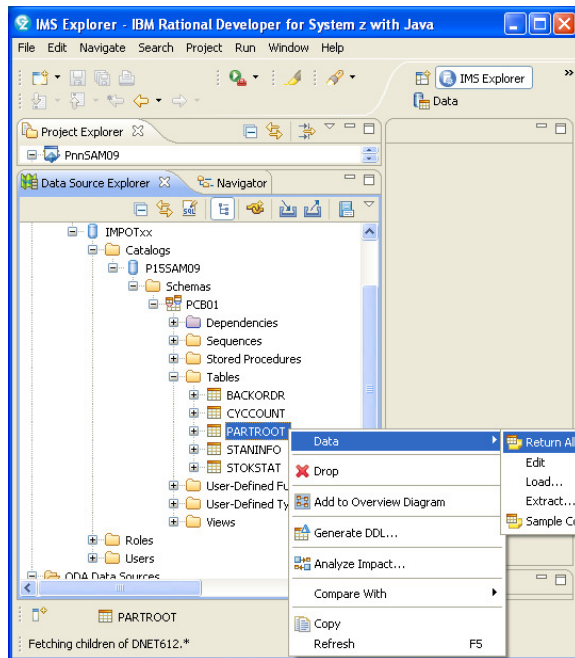 IMS Explorer - IBM Rational Developer for System z with Java
File Edit Navigate Search Project Run Window Help
IMS Explorer
»
Data
Project Explorer
PnnSAM09
Data Source Explorer
Navigator
SQL
IMPOTxx
Catalogs
P15SAM09
Schemas
PCB01
Dependencies
Sequences
Stored Procedures
Tables
BACKORDR
CYCCOUNT
PARTROOT
STANINFO
STOKSTAT
User-Defined Fu
User-Defined Ty
Views
Roles
Users
ODA Data Sources
Data
Drop
Add to Overview Diagram
Generate DDL...
Analyze Impact...
Compare With
Copy
Refresh F5
Return All
Edit
Load...
Extract...
Sample Co
PARTROOT
Fetching children of DNET612.*